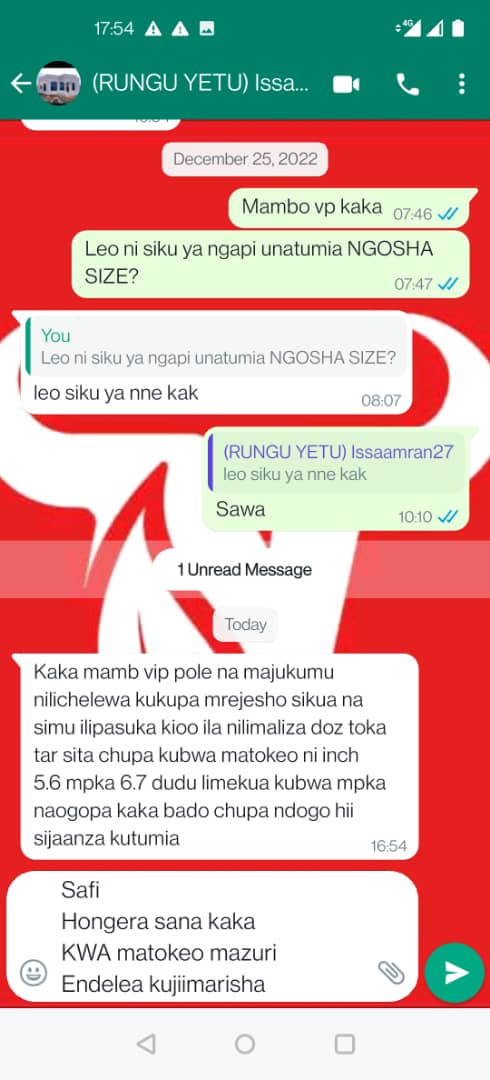 17:54
4G
(RUNGU YETU) Issa...
December 25, 2022
Mambo vp kaka 07:46
Leo ni siku ya ngapi unatumia NGOSHA
SIZE?
07:47
You
Leo ni siku ya ngapi unatumia NGOSHA SIZE?
leo siku ya nne kak
08:07
(RUNGU YETU) Issaamran27
leo siku ya nne kak
Sawa
10:10
1 Unread Message
Today
Kaka mamb vip pole na majukumu
nilichelewa kukupa mrejesho sikua na
simu ilipasuka kioo ila nilimaliza doz toka
tar sita chupa kubwa matokeo ni inch
5.6 mpka 6.7 dudu limekua kubwa mpka
naogopa kaka bado chupa ndogo hii
sijaanza kutumia
16:54
Safi
Hongera sana kaka
KWA matokeo mazuri
Endelea kujiimarisha